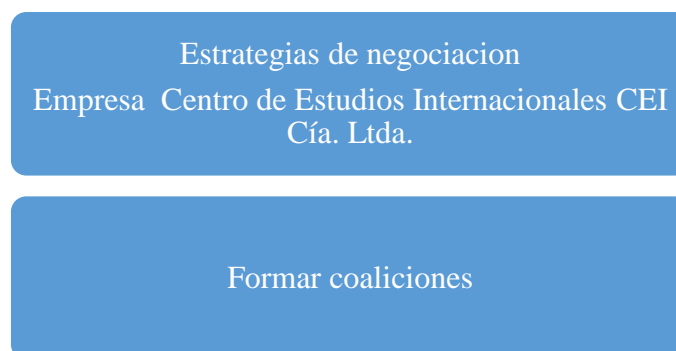 Estrategias de negociacion
Empresa  Centro de Estudios Internacionales CEI
Cía. Ltda.
Formar coaliciones